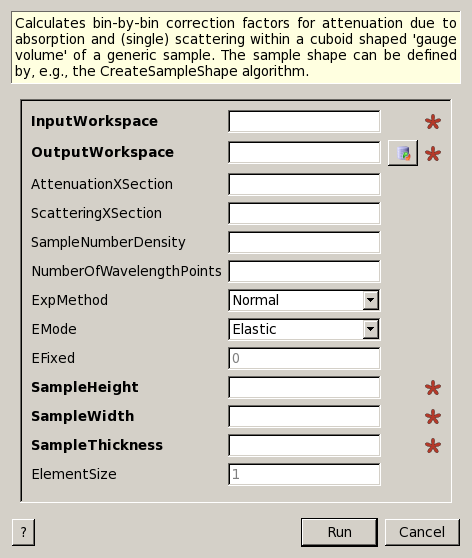 Calculates bin-by-bin correction factors for attenuation due to
absorption and (single) scattering within a cuboid shaped 'gauge
volume' of a generic sample. The sample shape can be defined
by, e.g., the CreateSampleShape algorithm.
InputWorkspace *
OutputWorkspace *
AttenuationXSection
ScatteringXSection
SampleNumberDensity
NumberOfWavelengthPoints
ExpMethod Normal
EMode Elastic
EFixed 0
SampleHeight *
SampleWidth *
SampleThickness *
ElementSize 1
? Run Cancel